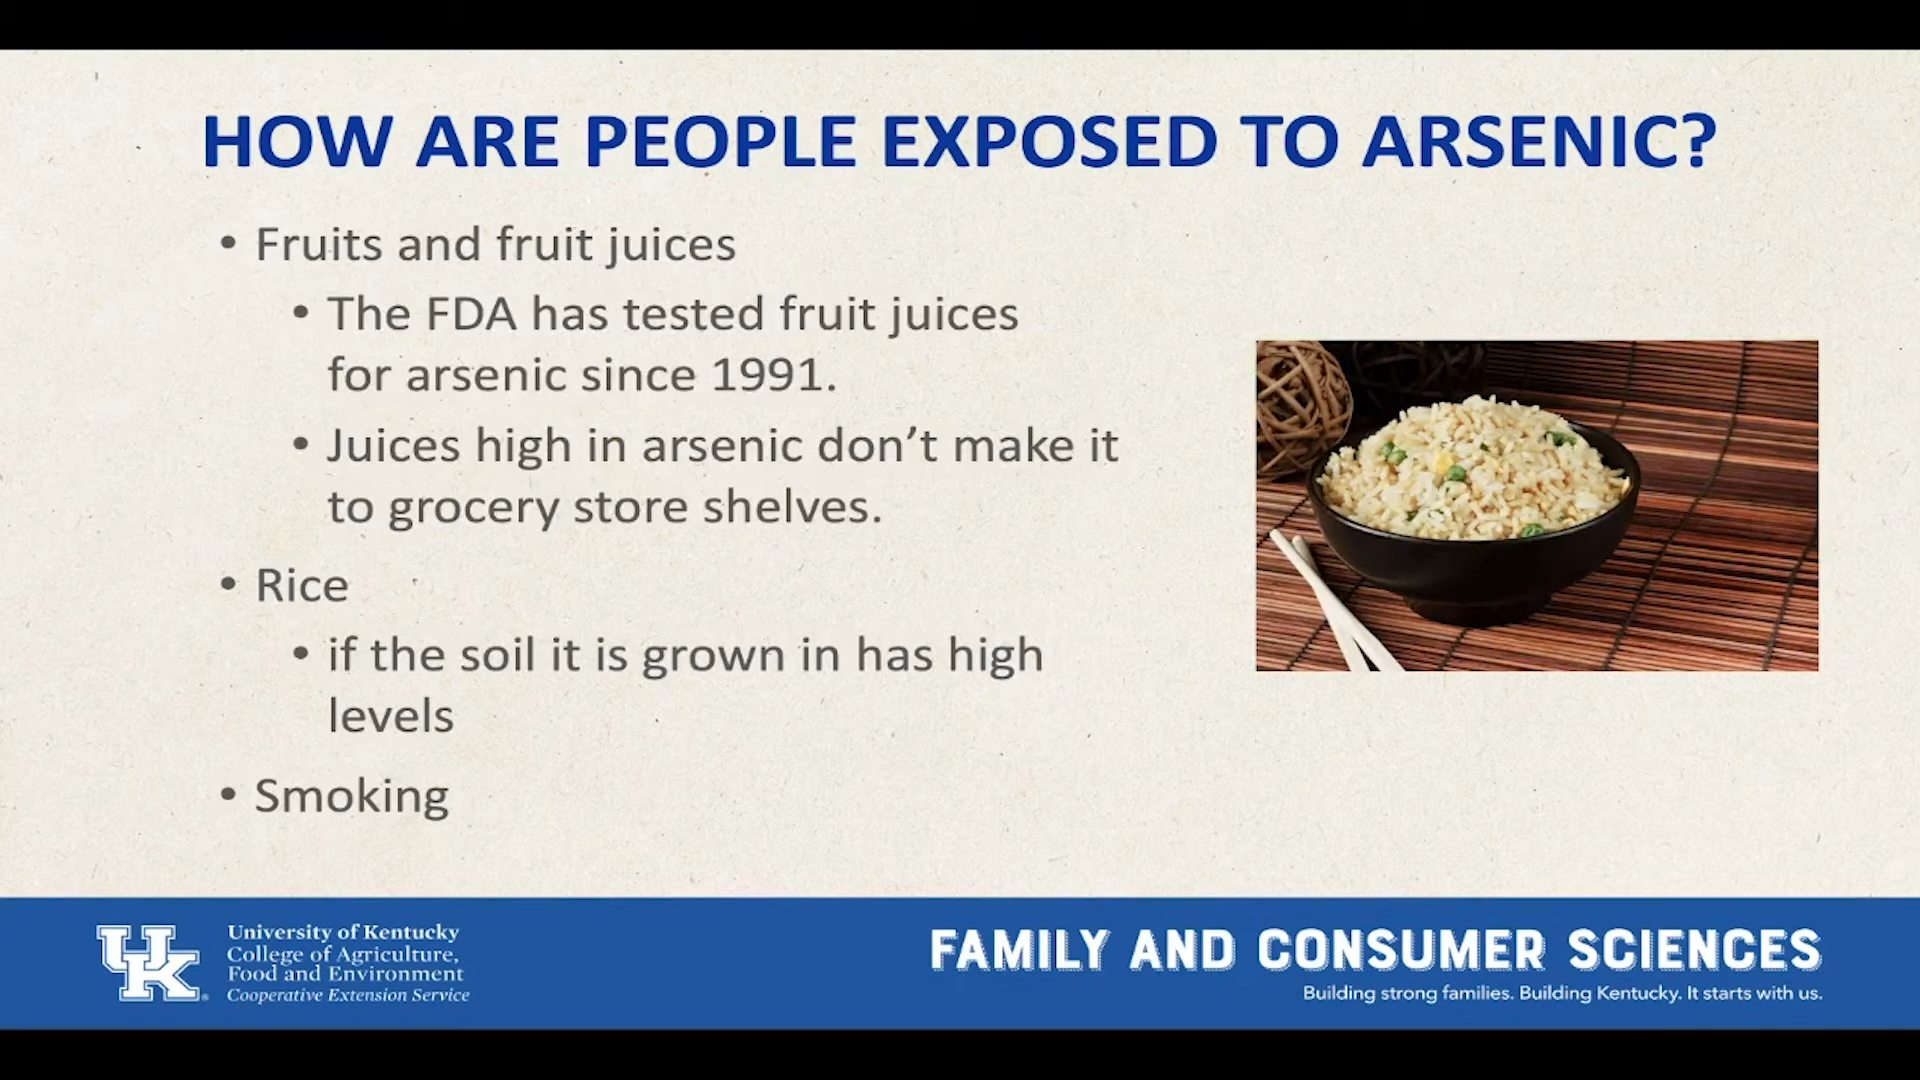 HOW ARE PEOPLE EXPOSED TO ARSENIC?
• Fruits and fruit juices
• The FDA has tested fruit juices
for arsenic since 1991.
• Juices high in arsenic don’t make it
to grocery store shelves.
• Rice
• if the soil it is grown in has high
levels
• Smoking
UK
University of Kentucky
College of Agriculture,
Food and Environment
Cooperative Extension Service
FAMILY AND CONSUMER SCIENCES
Building strong families. Building Kentucky. It starts with us.